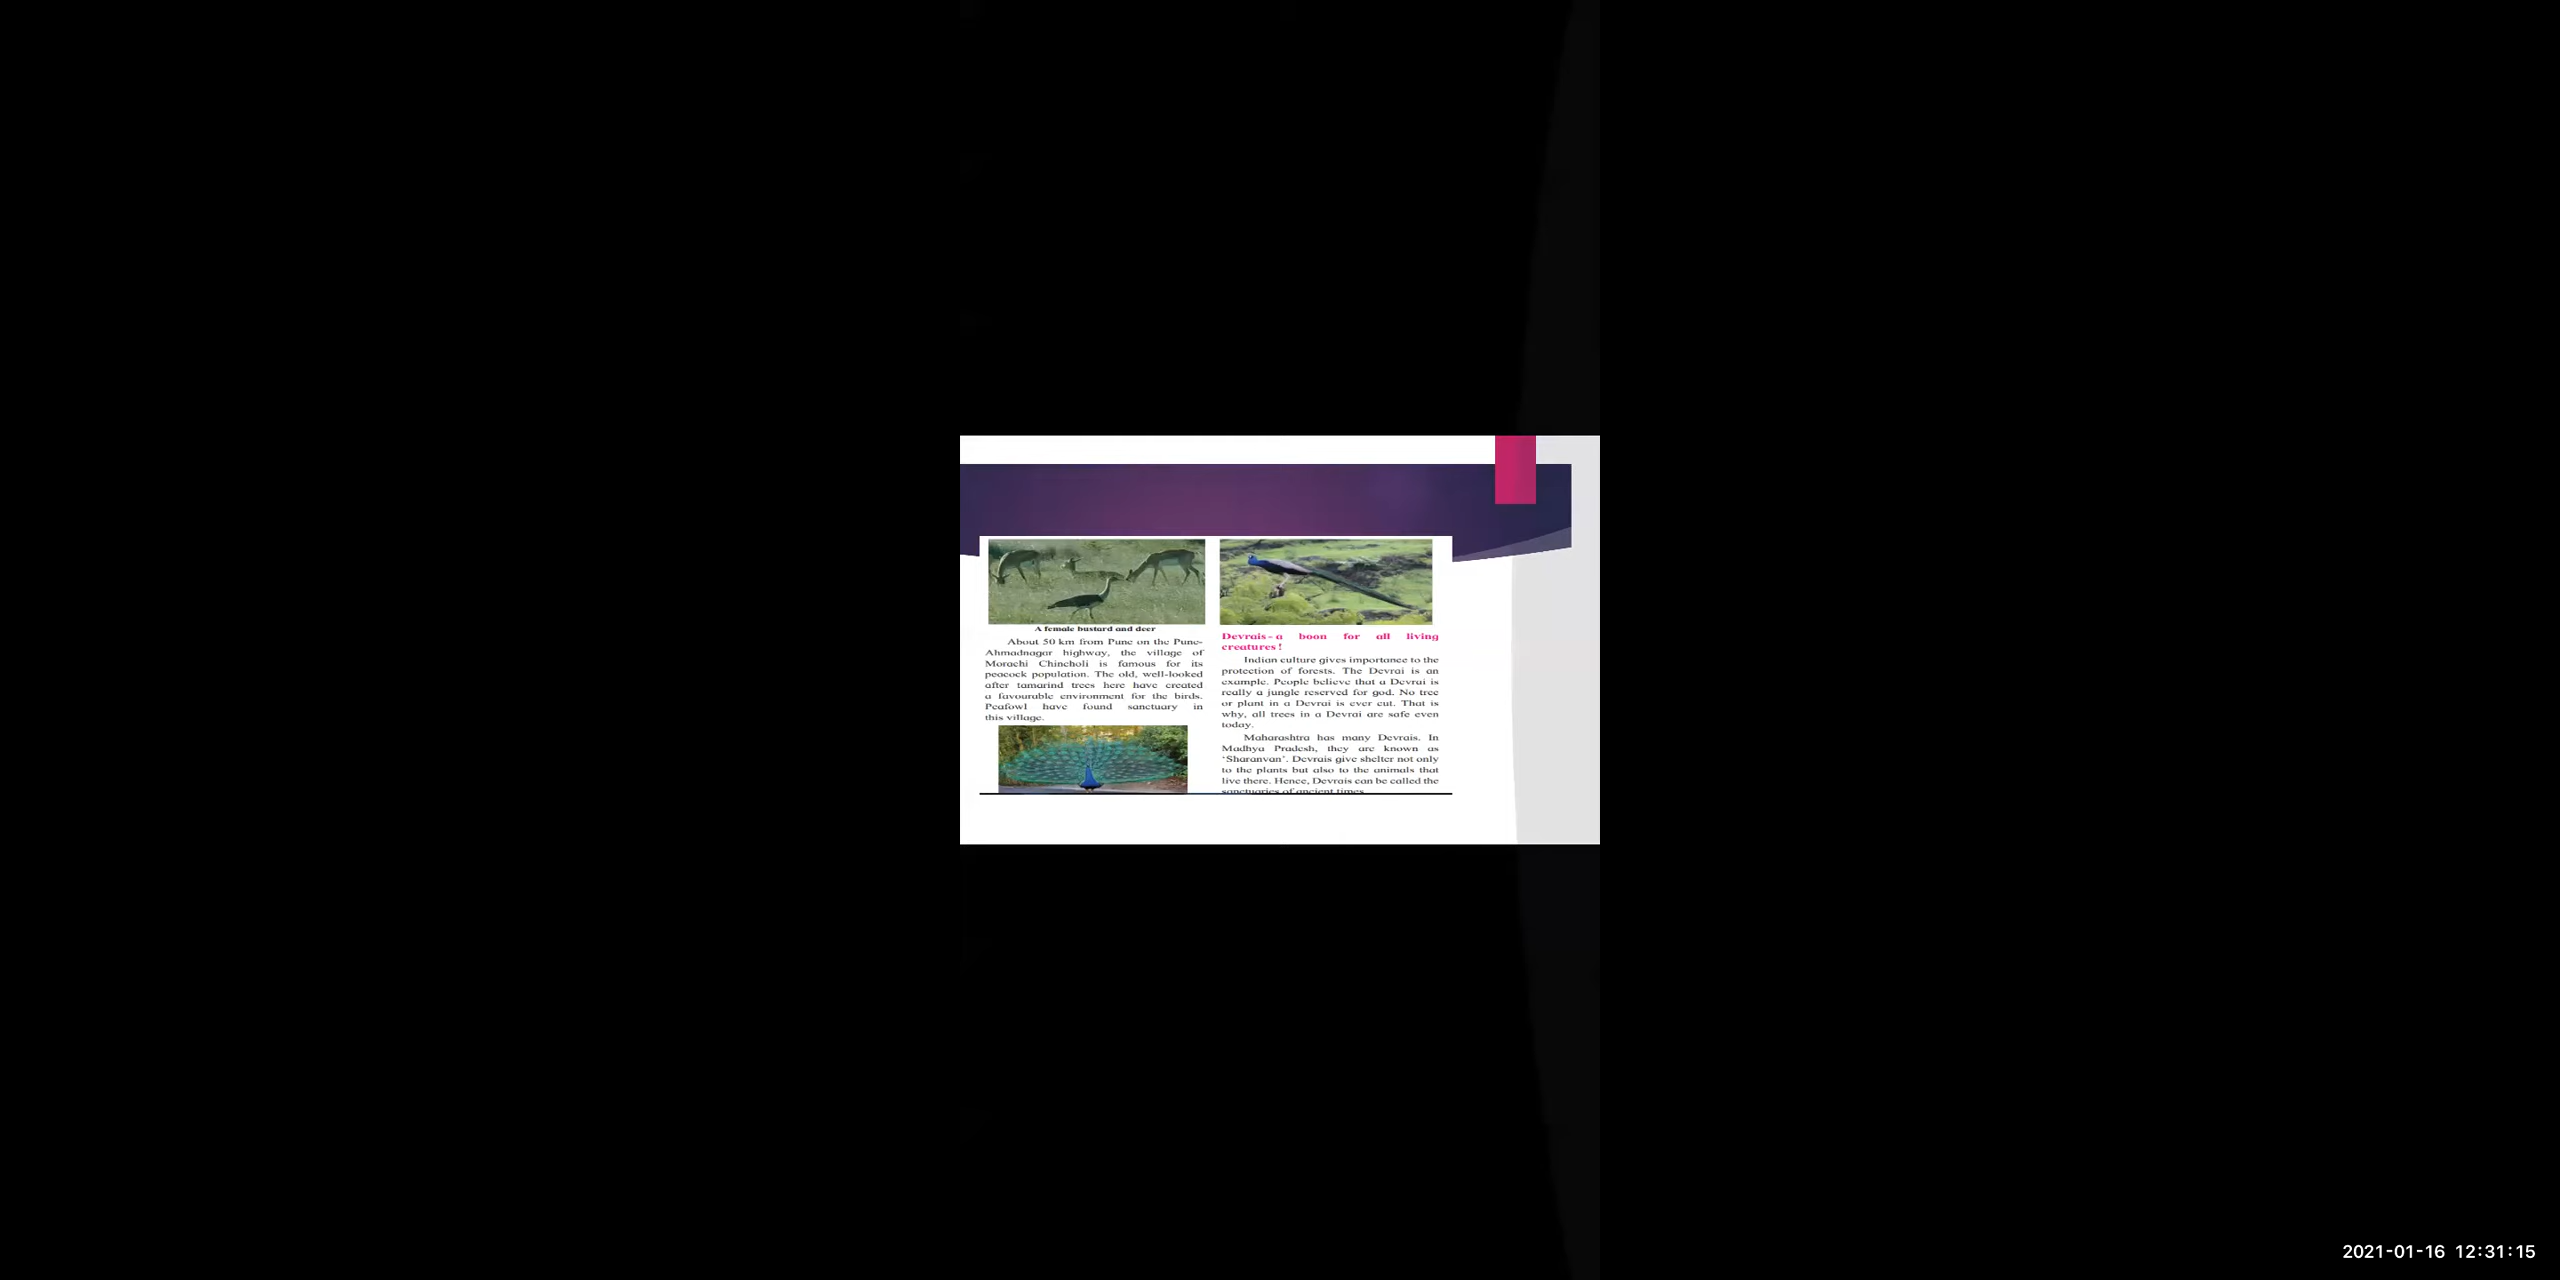 A female bustard and deer
About 50 km from Pune on the Pune-
Ahmadnagar highway, the village of
Morachi Chincholi is famous for its
peacock population. The old, well-looked
after tamarind trees here have created
a favourable environment for the birds.
Peafowl have found sanctuary in
this village.
Devrais - a boon for all living
creatures !
Indian culture gives importance to the
protection of forests. The Devrai is an
example. People believe that a Devrai is
really a jungle reserved for god. No tree
or plant in a Devrai is ever cut. That is
why, all trees in a Devrai are safe even
today.
Maharashtra has many Devrais. In
Madhya Pradesh, they are known as
‘Sharanvan’. Devrais give shelter not only
to the plants but also to the animals that
live there. Hence, Devrais can be called the
sanctuaries of ancient times.
2021-01-16 12:31:15